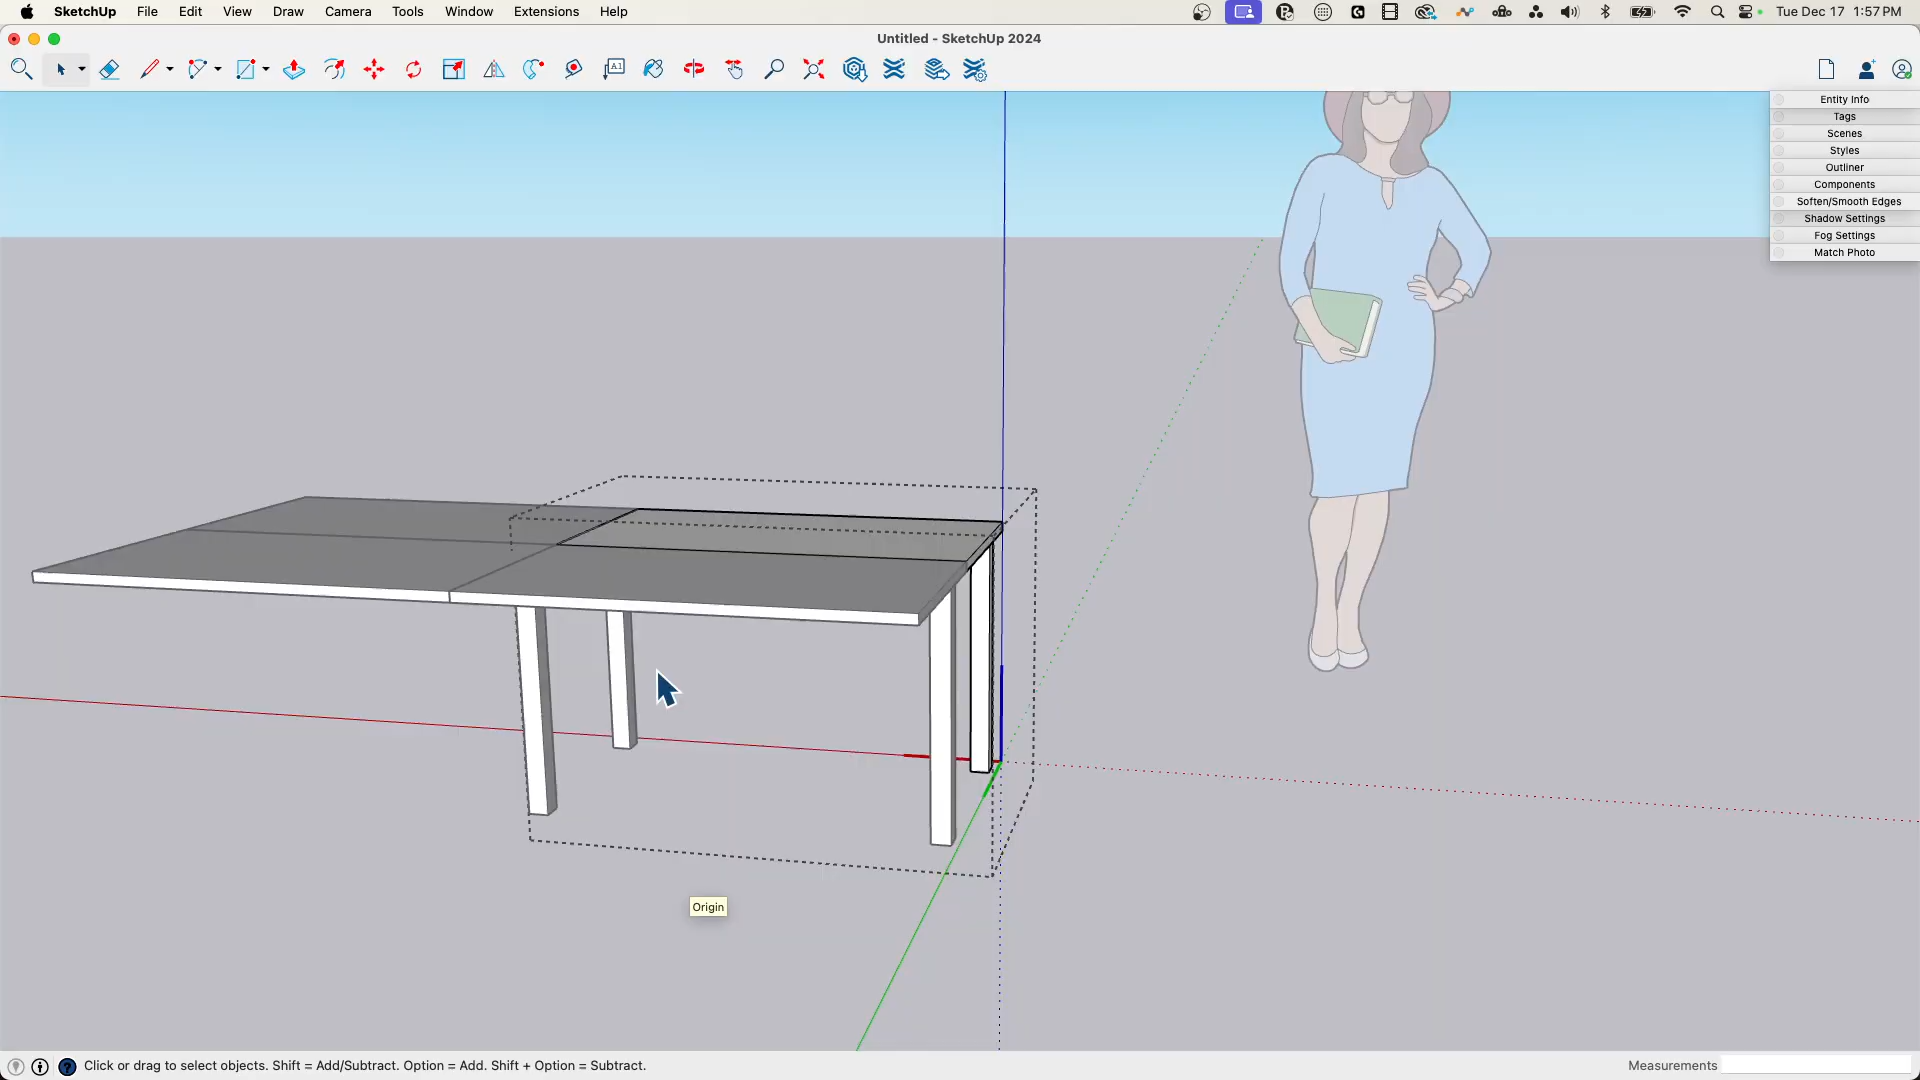 SketchUp File Edit View Draw Camera Tools Window Extensions Help Tue Dec 17 1:57 PM
Untitled - SketchUp 2024
A1
Entity Info
Tags
Scenes
Styles
Outliner
Components
Soften/Smooth Edges
Shadow Settings
Fog Settings
Match Photo
Origin
Click or drag to select objects. Shift = Add/Subtract. Option = Add. Shift + Option = Subtract. Measurements